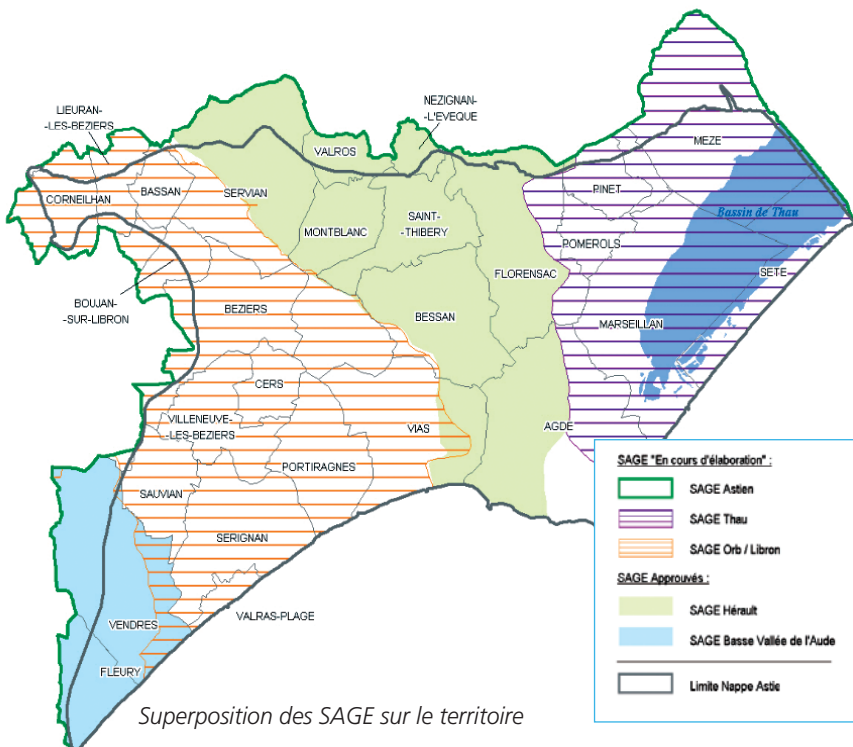 LIEURAN-
-LES-BEZIERS
NEZIGNAN-
-L'EVEQUE
VALROS
MEZE
CORNEILHAN
BASSAN
SERVIAN
PINET
SAINT-
-THIBERY
Bassin de Thau
MONTBLANC
POMEROLS
FLORENSAC
SETE
BOUJAN-
-SUR-LIBRON
BEZIERS
BESSAN
MARSEILLAN
CERS
VILLENEUVE-
-LES-BEZIERS
VIAS
AGDE
PORTIRAGNES
SAUVIAN
SERIGNAN
VALRAS-PLAGE
VENDRES
FLEURY
SAGE "En cours d'élaboration" :
SAGE Astien
SAGE Thau
SAGE Orb / Libron
SAGE Approuvés :
SAGE Hérault
SAGE Basse Vallée de l'Aude
Limite Nappe Astie
Superposition des SAGE sur le territoire